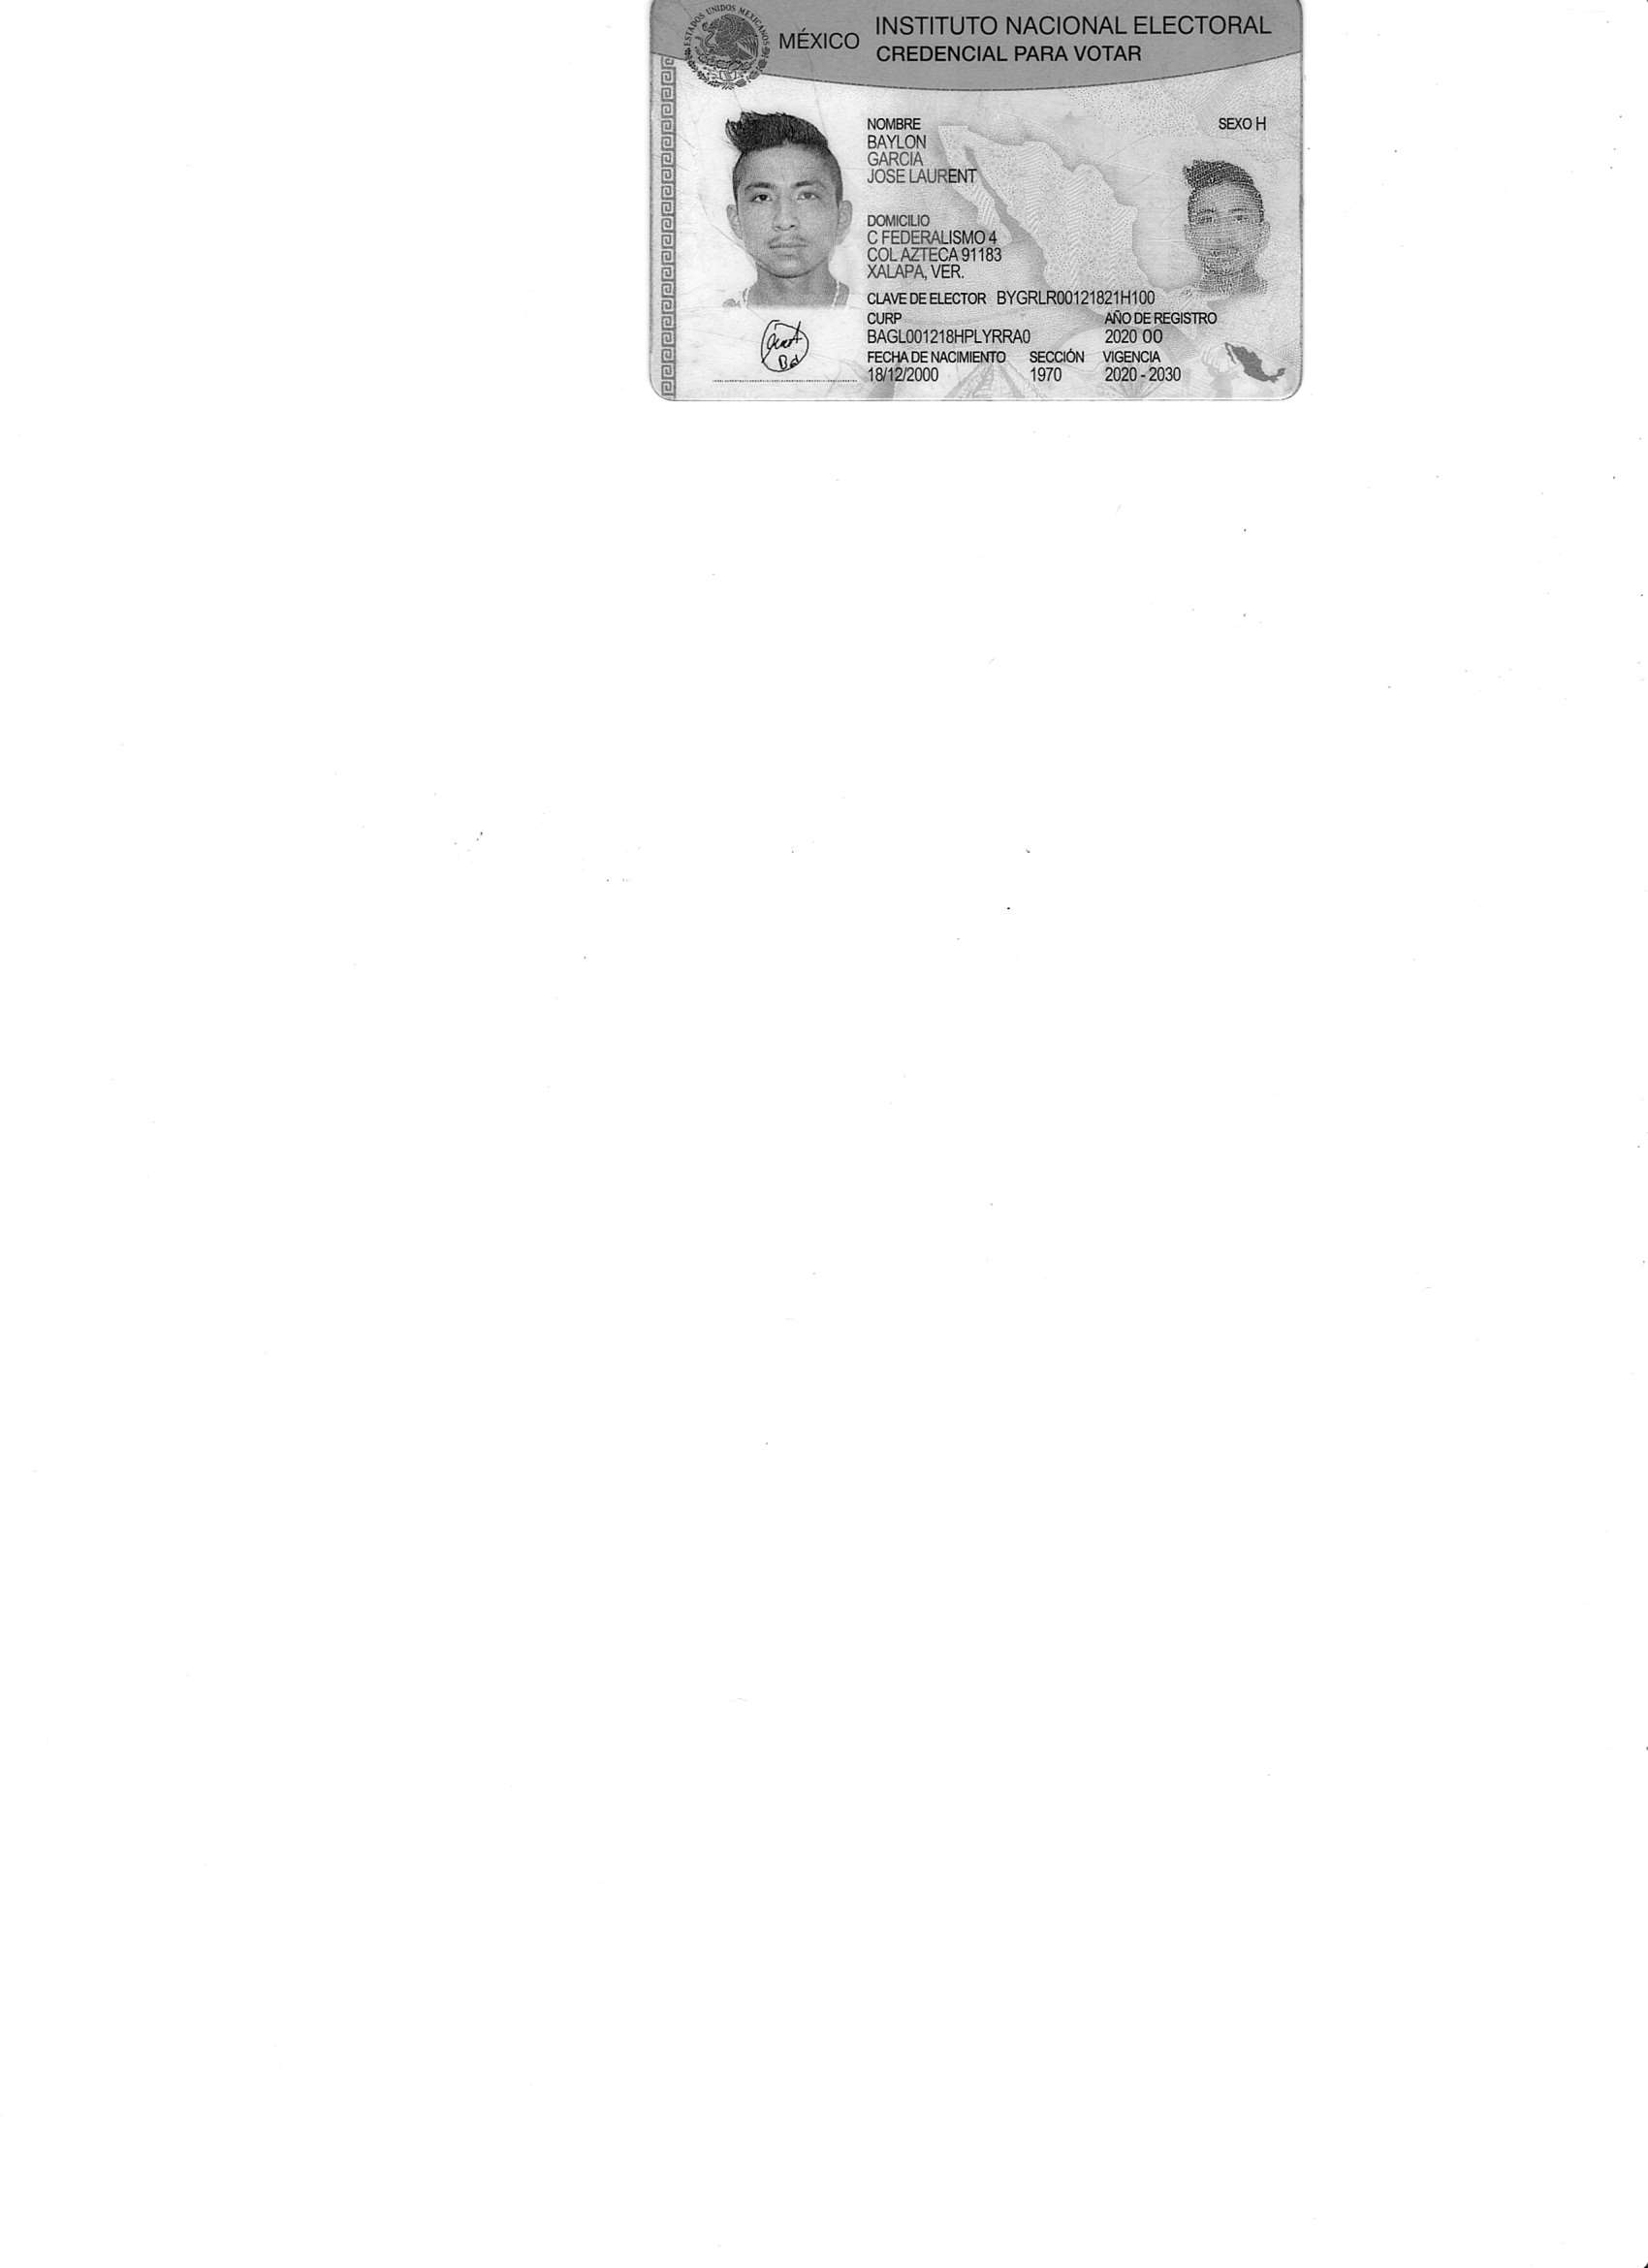 ESTADOS UNIDOS MEXICANOS
MÉXICO
INSTITUTO NACIONAL ELECTORAL
CREDENCIAL PARA VOTAR
NOMBRE
BAYLON
GARCIA
JOSE LAURENT
SEXO H
DOMICILIO
C FEDERALISMO 4
COL AZTECA 91183
XALAPA, VER.
CLAVE DE ELECTOR BYGRLR00121821H100
CURP
BAGL001218HPLYRRA0
AÑO DE REGISTRO
2020 00
FECHA DE NACIMIENTO
18/12/2000
SECCIÓN
1970
VIGENCIA
2020 - 2030